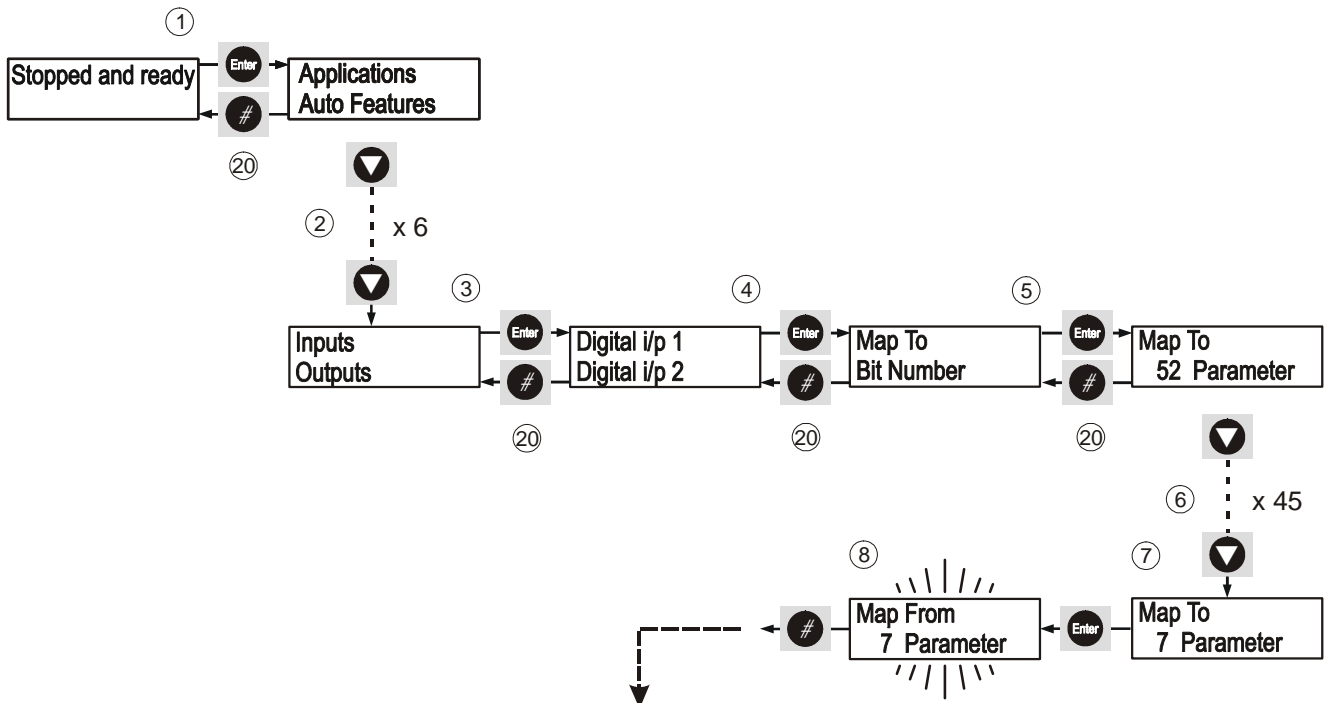 ①
Stopped and ready
Enter
#
⑳
Applications
Auto Features
②
x 6
Inputs
Outputs
③
Enter
#
⑳
Digital i/p 1
Digital i/p 2
④
Enter
#
⑳
Map To
Bit Number
⑤
Enter
#
⑳
Map To
52 Parameter
⑥
x 45
⑦
Map To
7 Parameter
Enter
⑧
Map From
7 Parameter
#